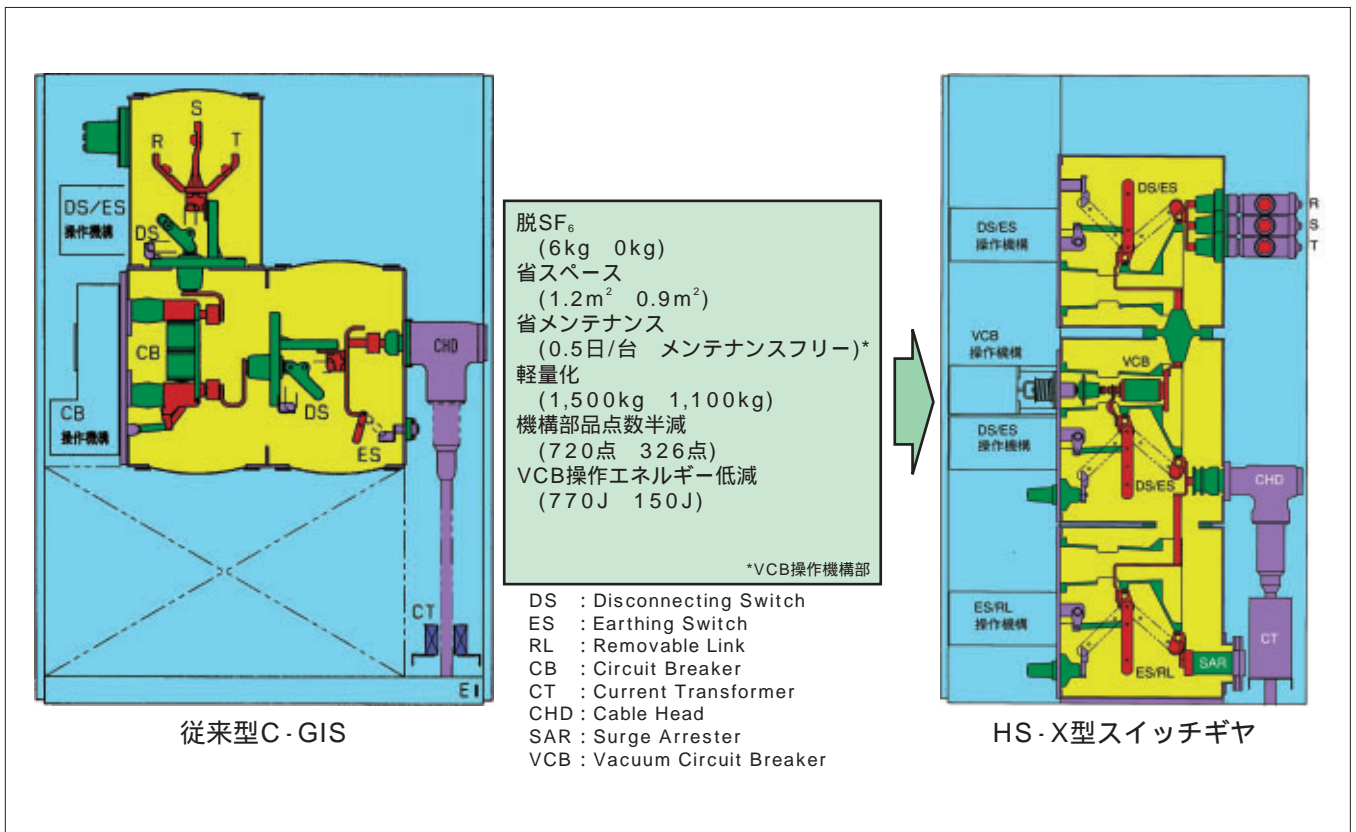 S
R T
DS/ES
操作機構
DS
CB
CHD
DS
CB
操作機構
ES
CT
E
従来型C-GIS
脱SF₆
(6kg 0kg)
省スペース
(1.2m² 0.9m²)
省メンテナンス
(0.5日/台 メンテナンスフリー)*
軽量化
(1,500kg 1,100kg)
機構部品点数半減
(720点 326点)
VCB操作エネルギー低減
(770J 150J)
*VCB操作機構部
DS : Disconnecting Switch
ES : Earthing Switch
RL : Removable Link
CB : Circuit Breaker
CT : Current Transformer
CHD : Cable Head
SAR : Surge Arrester
VCB : Vacuum Circuit Breaker
DS/ES
R
S
T
DS/ES
操作機構
VCB
操作機構
VCB
DS/ES
操作機構
DS/ES
CHD
ES/RL
操作機構
CT
SAR
ES/RL
HS-X型スイッチギヤ